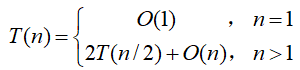 T(n)={ O(1) , n=1
2T(n/2)+O(n), n>1